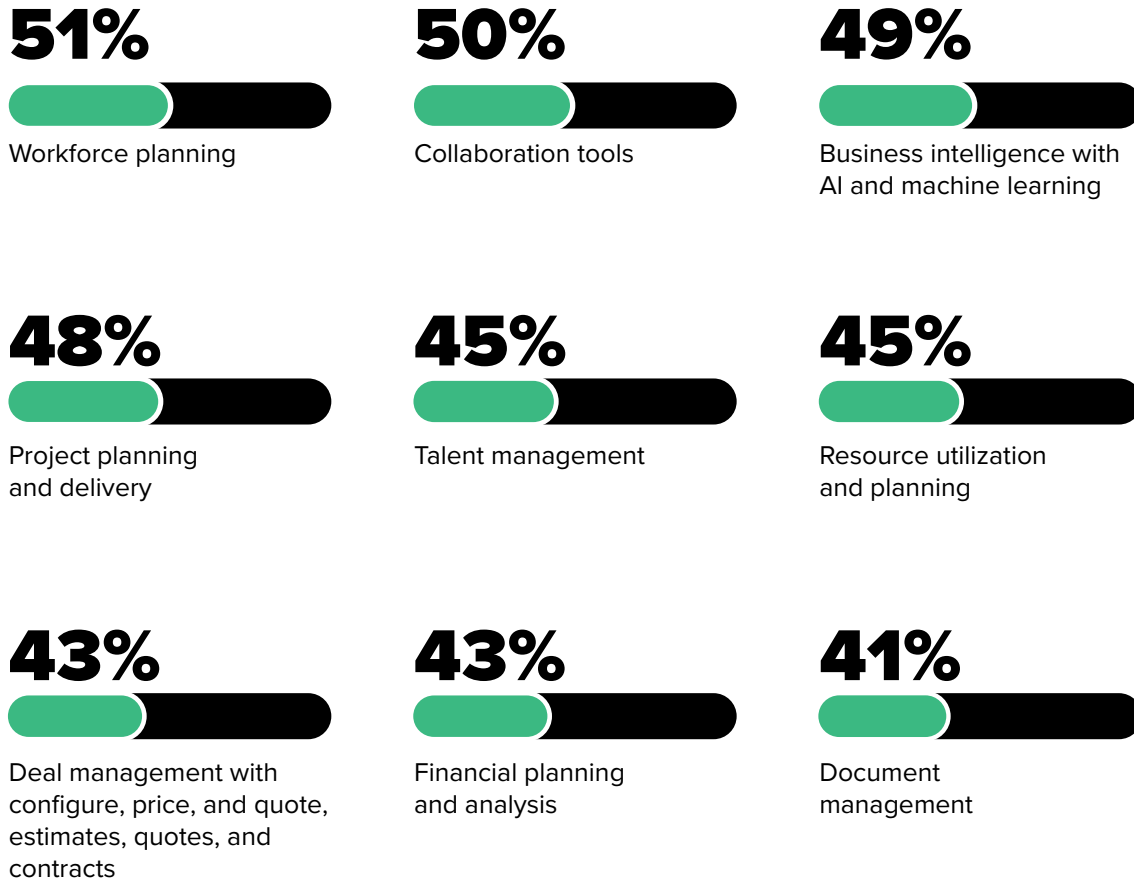 51%
Workforce planning
50%
Collaboration tools
49%
Business intelligence with
AI and machine learning
48%
Project planning
and delivery
45%
Talent management
45%
Resource utilization
and planning
43%
Deal management with
configure, price, and quote,
estimates, quotes, and
contracts
43%
Financial planning
and analysis
41%
Document
management